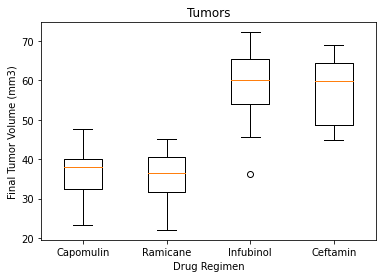 Tumors
Final Tumor Volume (mm3)
70
60
50
40
30
20
Capomulin Ramicane Infubinol Ceftamin
Drug Regimen